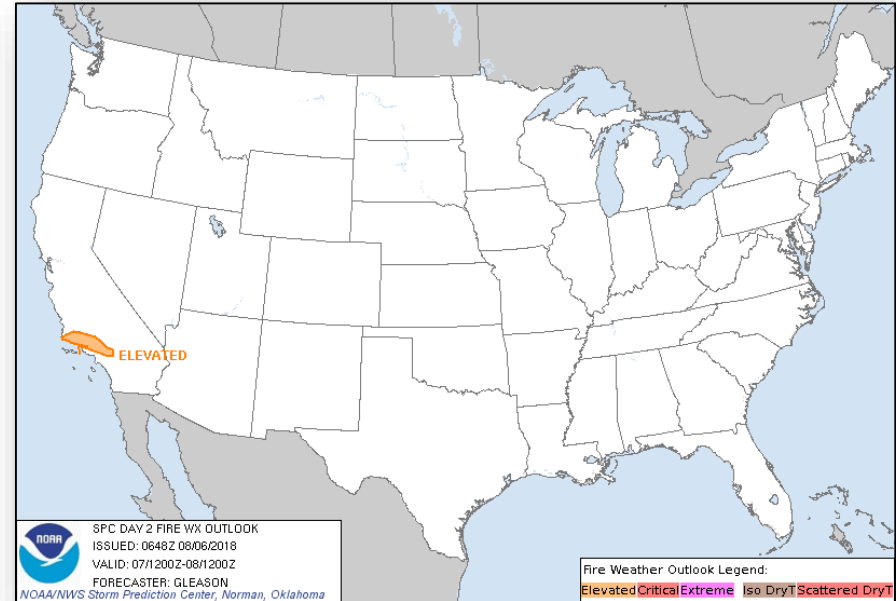 ELEVATED
NOAA
SPC DAY 2 FIRE WX OUTLOOK
ISSUED: 0648Z 08/06/2018
VALID: 07/1200Z-08/1200Z
FORECASTER: GLEASON
NOAA/NWS Storm Prediction Center, Norman, Oklahoma
Fire Weather Outlook Legend:
Elevated Critical Extreme Iso DryT Scattered DryT